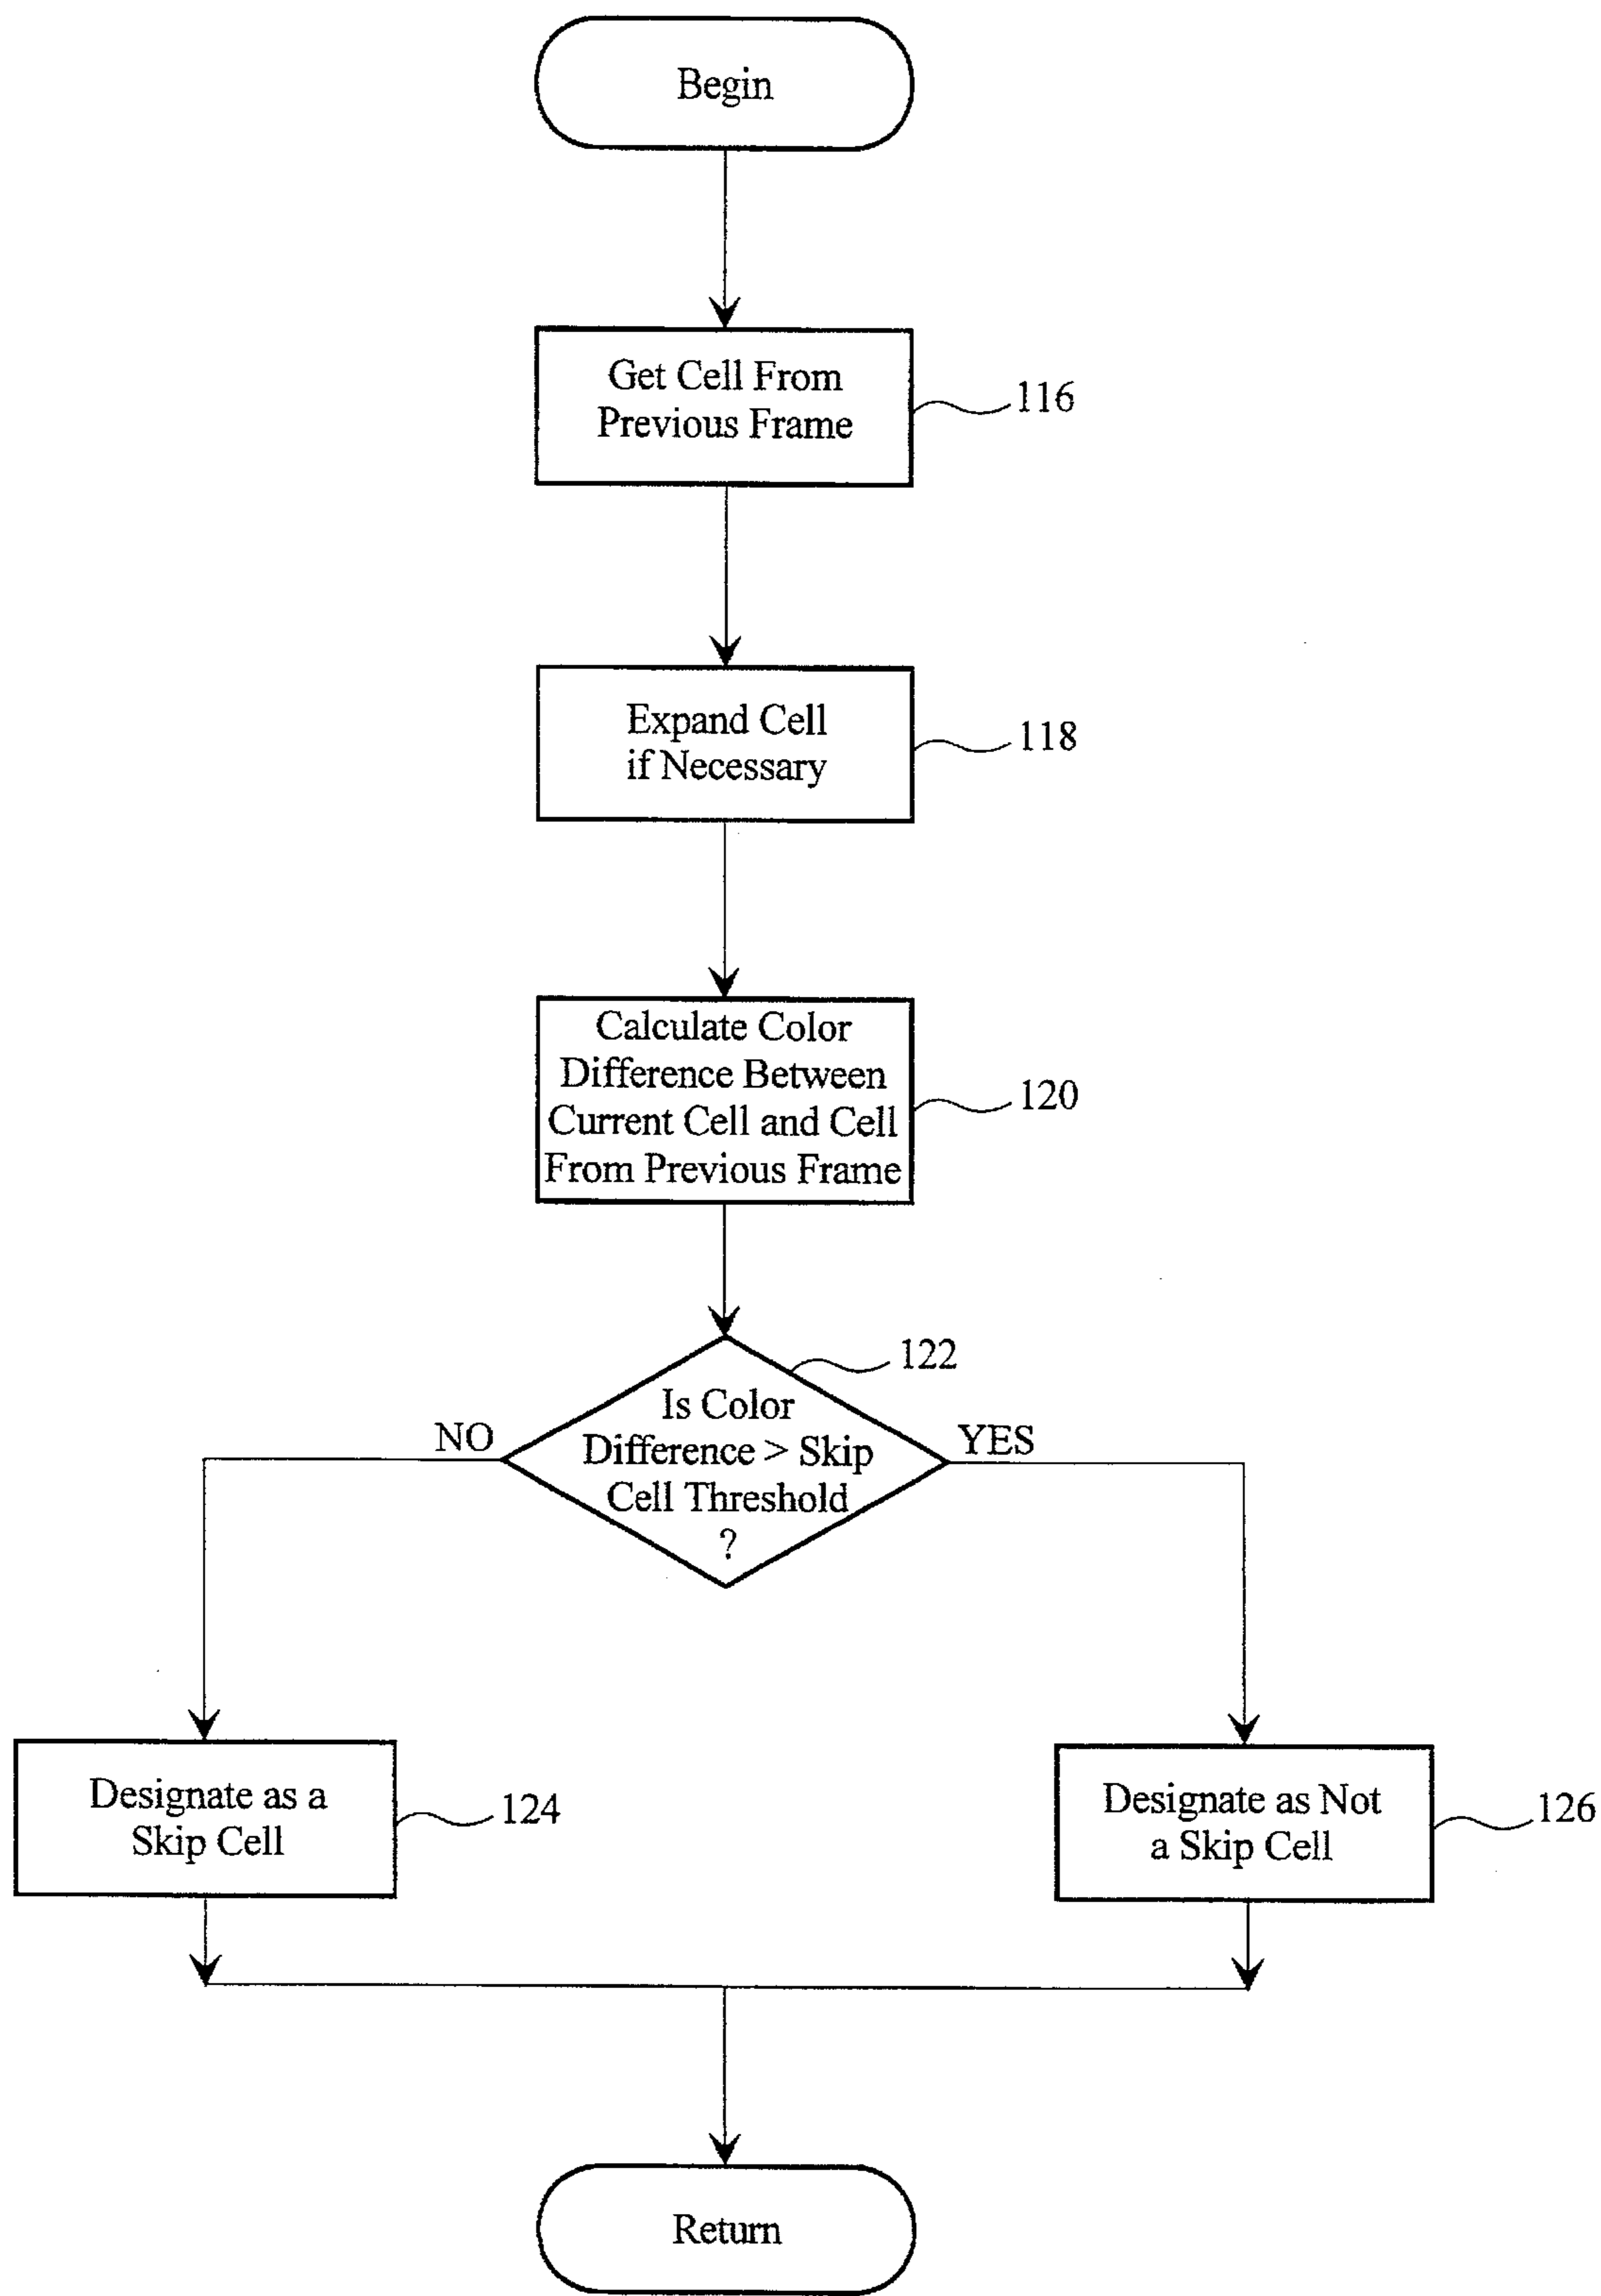 Begin
Get Cell From
Previous Frame
116
Expand Cell
if Necessary
118
Calculate Color
Difference Between
Current Cell and Cell
From Previous Frame
120
122
Is Color
Difference > Skip
Cell Threshold
?
NO
YES
Designate as a
Skip Cell
124
Designate as Not
a Skip Cell
126
Return